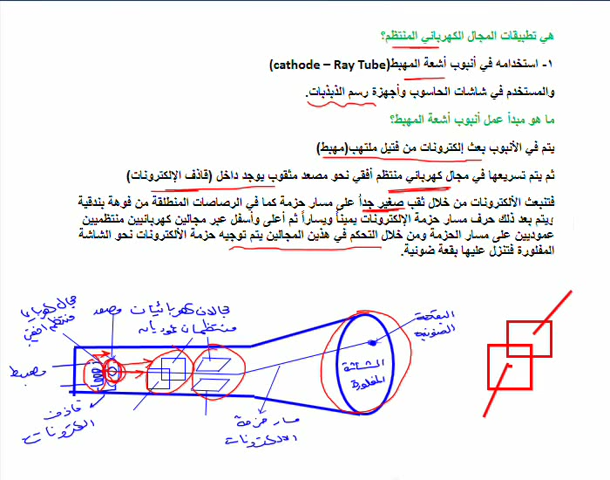 هي تطبيقات المجال الكهربائي المنتظم؟
١- استخدامه في أنبوب أشعة المهبط(cathode – Ray Tube)
والمستخدم في شاشات الحاسوب وأجهزة رسم الذبذبات.
ما هو مبدأ عمل أنبوب أشعة المهبط؟
يتم في الأنبوب بعث إلكترونات من فتيل ملتهب(مهبط)
ثم يتم تسريعها في مجال كهربائي منتظم أفقي نحو مصعد مثقوب يوجد داخل (قاذف الإلكترونات)
فتنبعث الألكترونات من خلال ثقب صغير جداً على مسار حزمة كما في الرصاصات المنطلقة من فوهة بندقية
ويتم بعد ذلك حرف مسار حزمة الإلكترونات يميناً ويساراً ثم أعلى وأسفل عبر مجالين كهربائيين منتظميين
عموديين على مسار الحزمة ومن خلال التحكم في هذين المجالين يتم توجيه حزمة الألكترونات نحو الشاشة
المفلورة فتنزل عليها بقعة ضوئية.
مجال كهربائي
منتظم أفقي
مصعد
مجالان كهربائيان
منتظمان عموديان
البقعة
الضوئية
مهبط
الشاشة
المفلورة
قاذف
الكترونات
مسار حزمة
الالكترونات